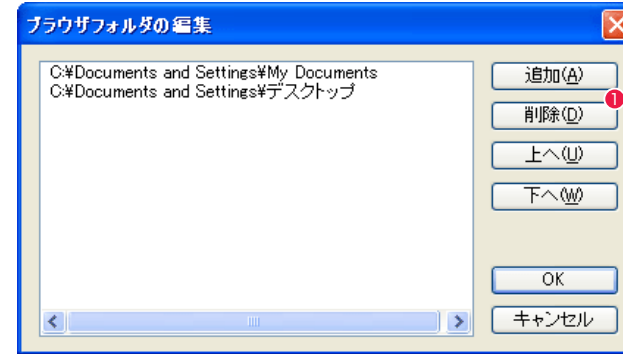 ブラウザフォルダの編集
C:¥Documents and Settings¥My Documents
C:¥Documents and Settings¥デスクトップ
追加(A)
1
削除(D)
上へ(U)
下へ(W)
OK
キャンセル